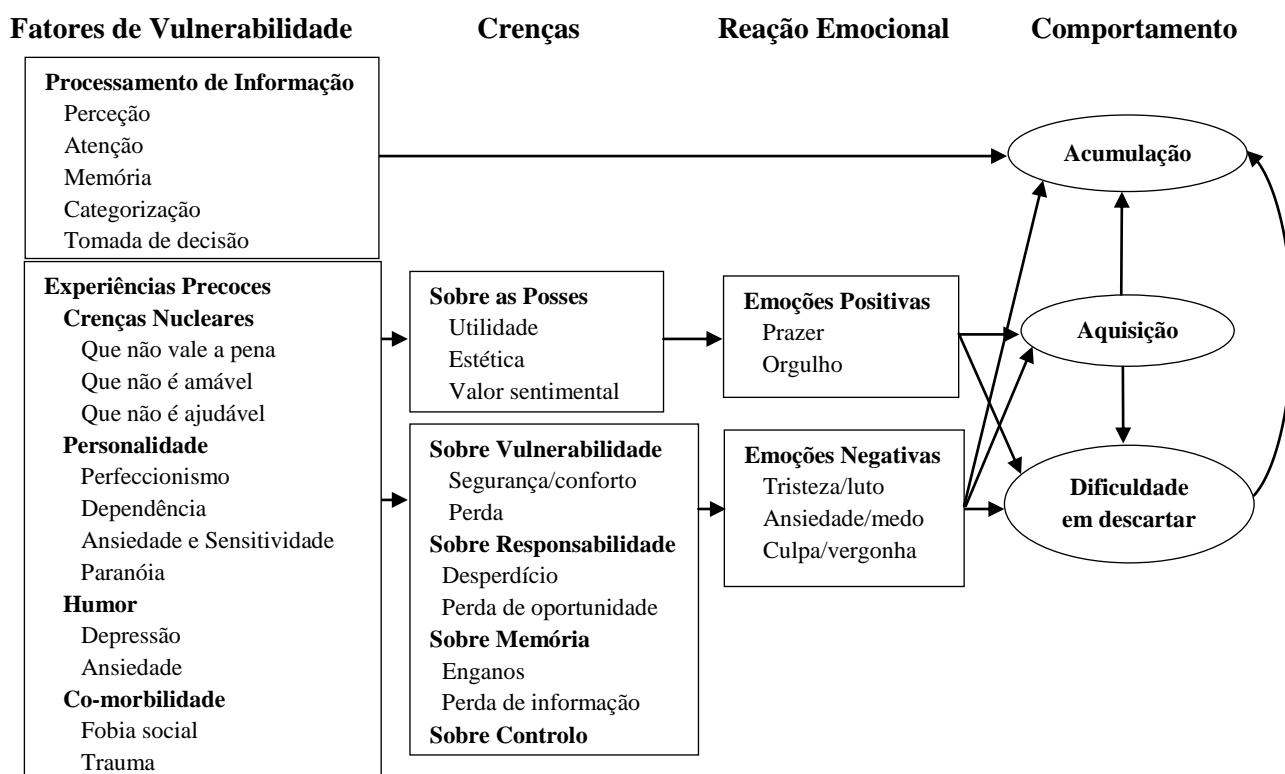 Fatores de Vulnerabilidade
Crenças
Reação Emocional
Comportamento
Processamento de Informação
Perceção
Atenção
Memória
Categorização
Tomada de decisão
Experiências Precoces
Crenças Nucleares
Que não vale a pena
Que não é amável
Que não é ajudável
Personalidade
Perfeccionismo
Dependência
Ansiedade e Sensitividade
Paranóia
Humor
Depressão
Ansiedade
Co-morbilidade
Fobia social
Trauma
Sobre as Posses
Utilidade
Estética
Valor sentimental
Sobre Vulnerabilidade
Segurança/conforto
Perda
Sobre Responsabilidade
Desperdício
Perda de oportunidade
Sobre Memória
Enganos
Perda de informação
Sobre Controlo
Emoções Positivas
Prazer
Orgulho
Emoções Negativas
Tristeza/luto
Ansiedade/medo
Culpa/vergonha
Acumulação
Aquisição
Dificuldade
em descartar